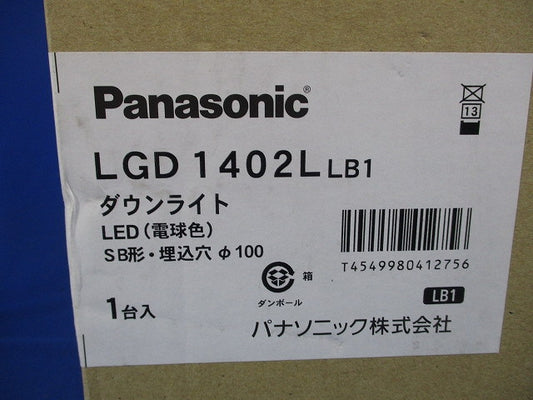 Panasonic®
LGD 1402L LB1
ダウンライト
LED(電球色)
SB形・埋込穴 φ100
1台入
13
T4549980412756
箱
ダンボール
LB1
パナソニック株式会社